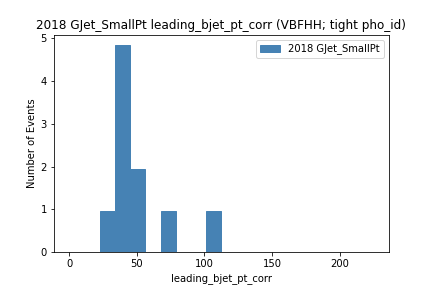 2018 GJet_SmallPt leading_bjet_pt_corr (VBFHH; tight pho_id)
2018 GJet_SmallPt
Number of Events
5
4
3
2
1
0
0 50 100 150 200
leading_bjet_pt_corr